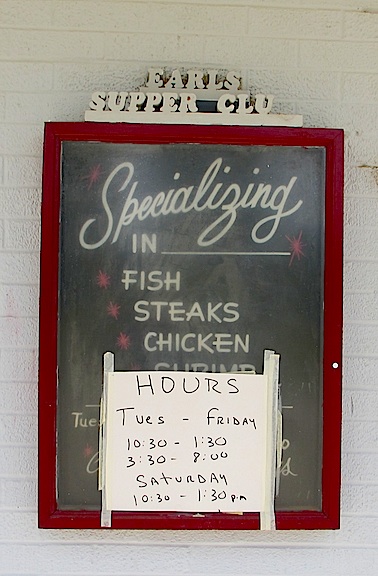 EARLS
SUPPER CLU
Specializing
IN
FISH
STEAKS
CHICKEN
SHRIMP
HOURS
TUES - FRIDAY
10:30 - 1:30
3:30 - 8:00
SATURDAY
10:30 - 1:30 PM